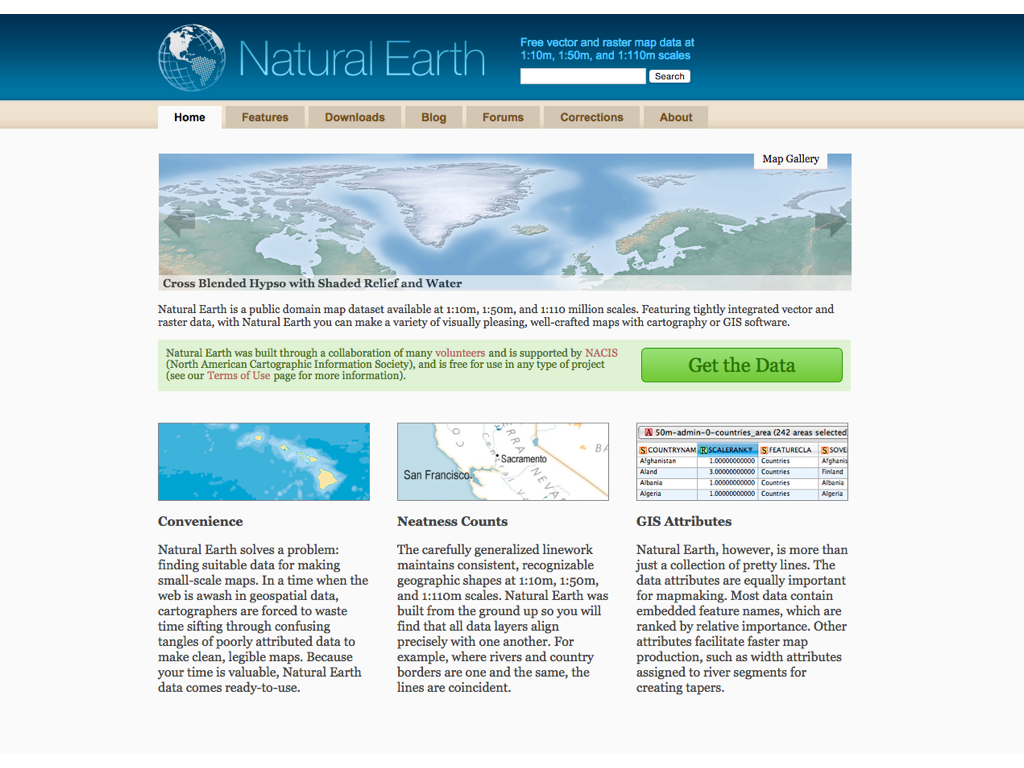 Natural Earth
Free vector and raster map data at
1:10m, 1:50m, and 1:110m scales
Search
Home
Features
Downloads
Blog
Forums
Corrections
About
Map Gallery
Cross Blended Hypso with Shaded Relief and Water
Natural Earth is a public domain map dataset available at 1:10m, 1:50m, and 1:110 million scales. Featuring tightly integrated vector and
raster data, with Natural Earth you can make a variety of visually pleasing, well-crafted maps with cartography or GIS software.
Natural Earth was built through a collaboration of many volunteers and is supported by NACIS
(North American Cartographic Information Society), and is free for use in any type of project
(see our Terms of Use page for more information).
Get the Data
San Francisco
Sacramento
Central
NEVA
BA
A 50m-admin-0-countries_area (242 areas selected
S COUNTRYNAM R SCALERANKY S FEATURECLA S SOVE
Afghanistan 1.00000000000 Countries Afghanis
Aland 3.00000000000 Countries Finland
Albania 1.00000000000 Countries Albania
Algeria 1.00000000000 Countries Algeria
Convenience
Natural Earth solves a problem:
finding suitable data for making
small-scale maps. In a time when the
web is awash in geospatial data,
cartographers are forced to waste
time sifting through confusing
tangles of poorly attributed data to
make clean, legible maps. Because
your time is valuable, Natural Earth
data comes ready-to-use.
Neatness Counts
The carefully generalized linework
maintains consistent, recognizable
geographic shapes at 1:10m, 1:50m,
and 1:110m scales. Natural Earth was
built from the ground up so you will
find that all data layers align
precisely with one another. For
example, where rivers and country
borders are one and the same, the
lines are coincident.
GIS Attributes
Natural Earth, however, is more than
just a collection of pretty lines. The
data attributes are equally important
for mapmaking. Most data contain
embedded feature names, which are
ranked by relative importance. Other
attributes facilitate faster map
production, such as width attributes
assigned to river segments for
creating tapers.